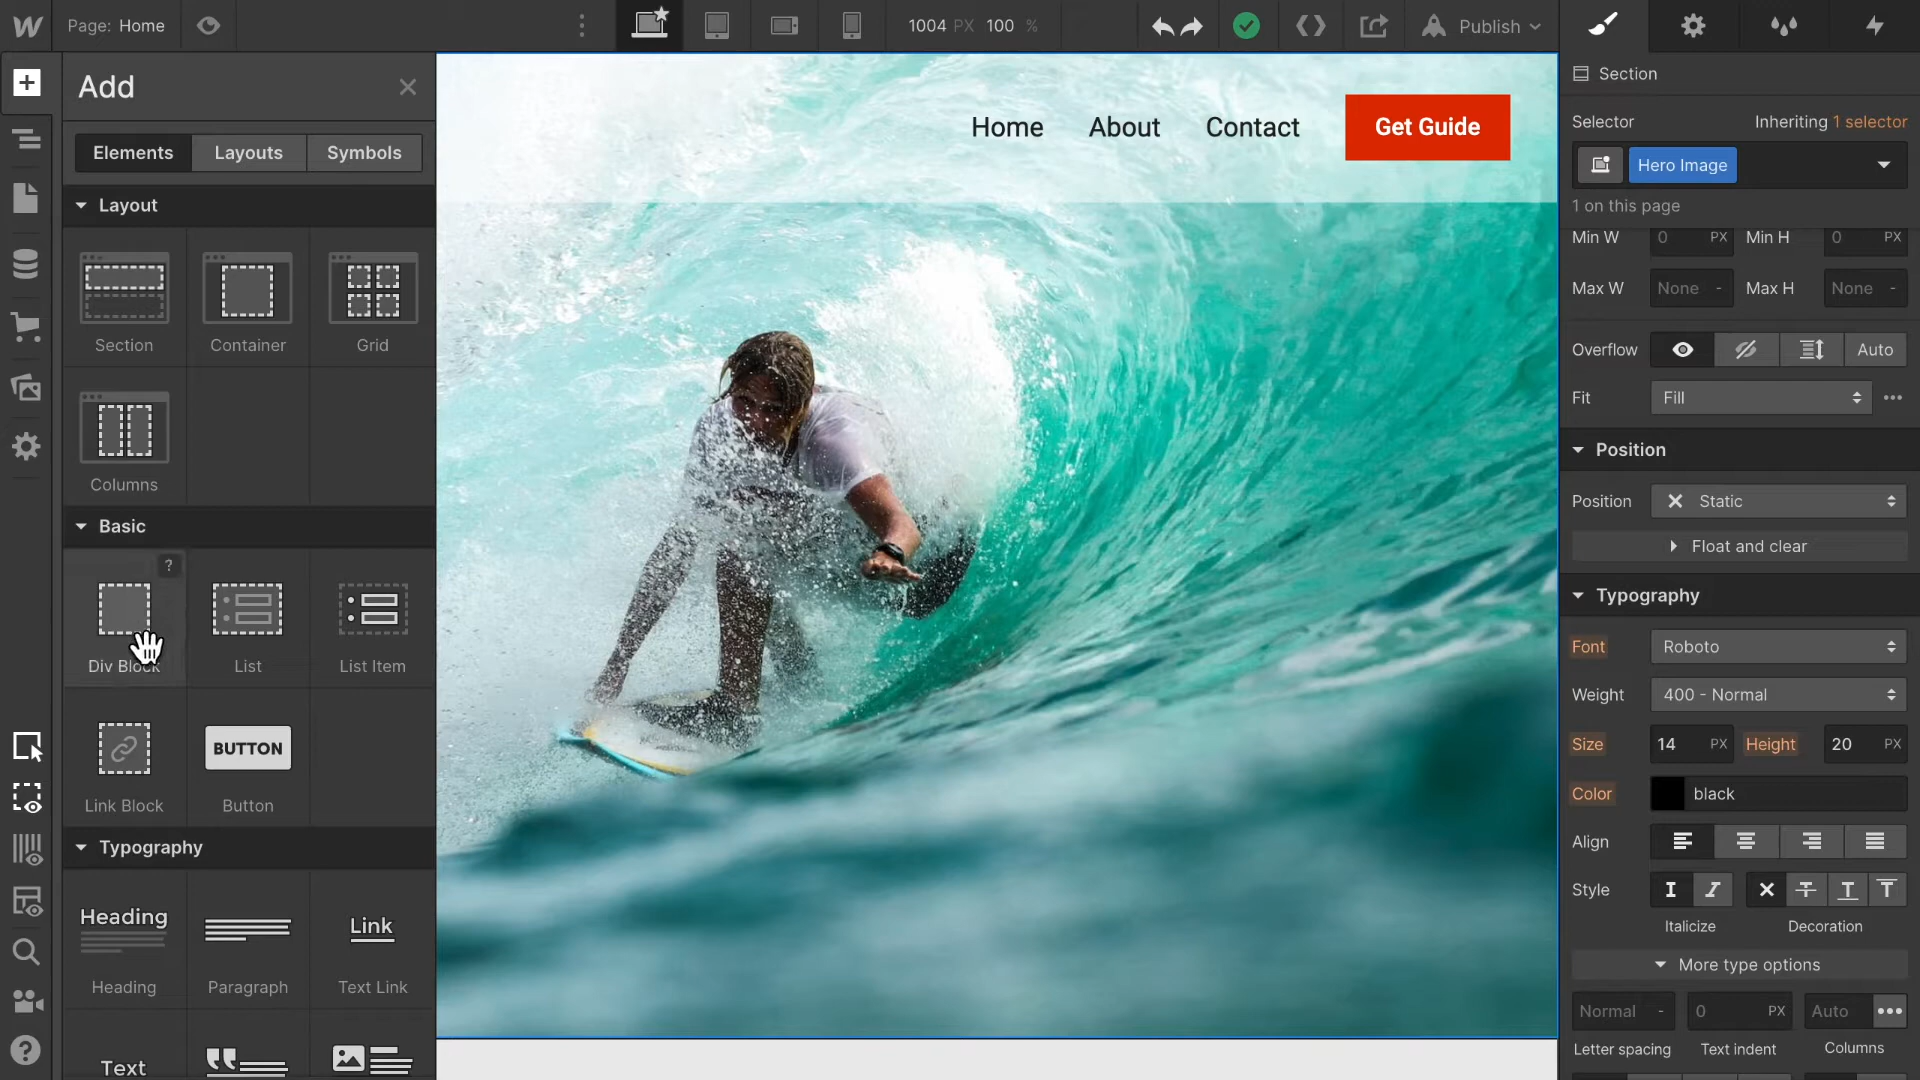 Page: Home
1004 PX 100 %
Publish
Add
Elements
Layouts
Symbols
Layout
Section
Container
Grid
Columns
Basic
?
Div Block
List
List Item
BUTTON
Link Block
Button
Typography
Heading
Link
Heading
Paragraph
Text Link
Text
Home
About
Contact
Get Guide
Section
Selector
Inheriting 1 selector
Hero Image
1 on this page
Min W 0 PX Min H 0 PX
Max W None - Max H None -
Overflow Auto
Fit Fill
Position
Position Static
Float and clear
Typography
Font Roboto
Weight 400 - Normal
Size 14 PX Height 20 PX
Color black
Align
Style
Italicize Decoration
More type options
Normal - 0 PX Auto
Letter spacing Text indent Columns